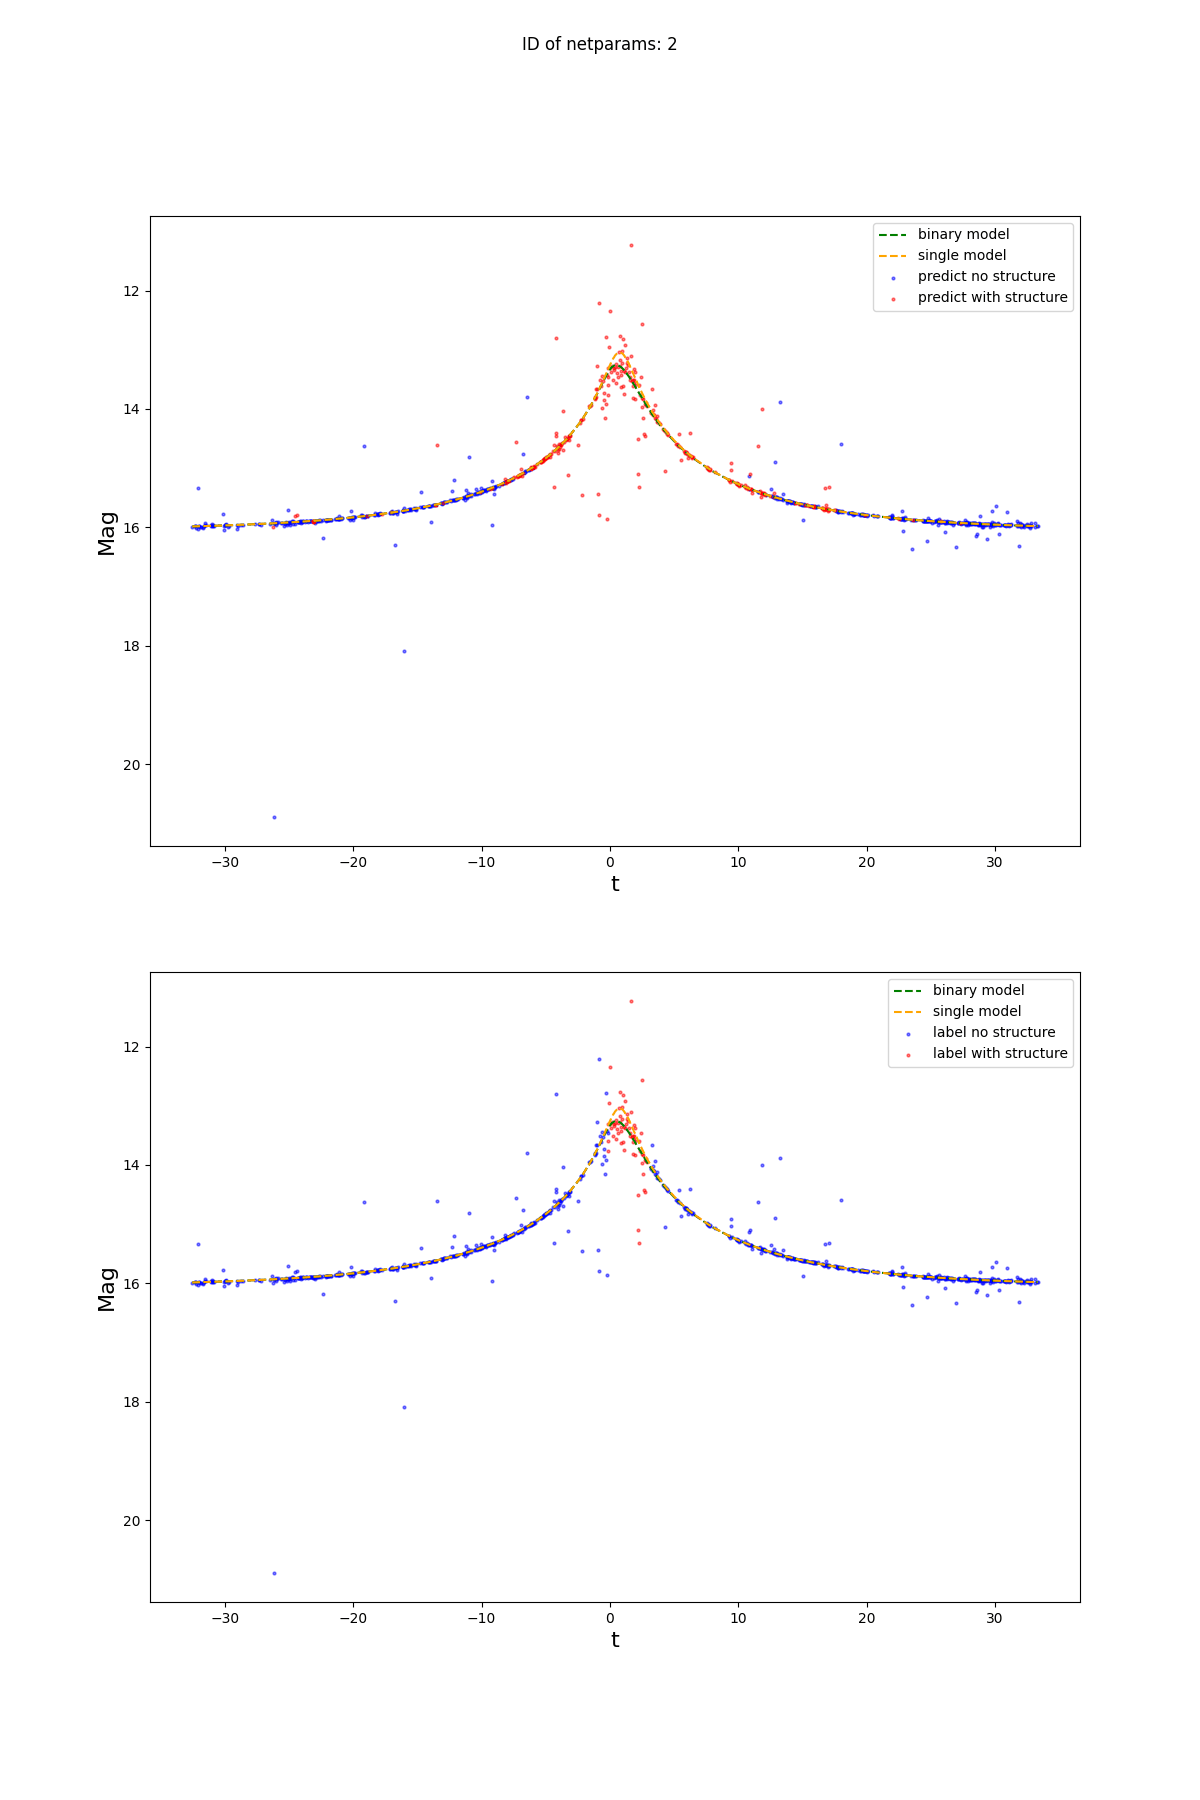 ID of netparams: 2
binary model
single model
predict no structure
predict with structure
12
14
16
18
20
Mag
−30
−20
−10
0
10
20
30
t
binary model
single model
label no structure
label with structure
12
14
16
18
20
Mag
−30
−20
−10
0
10
20
30
t